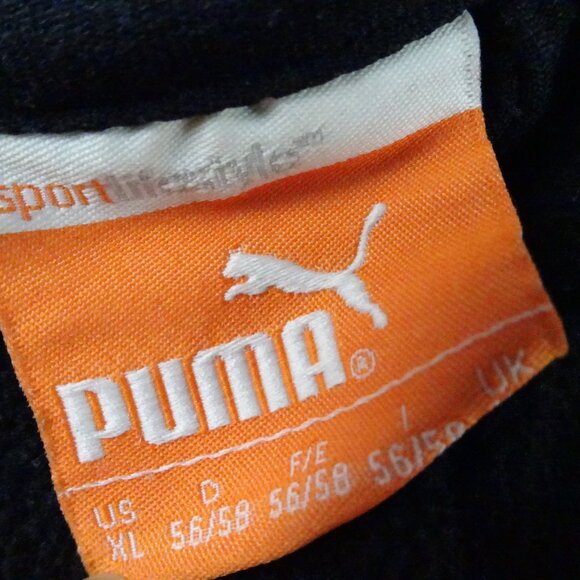 sportlifestyle
PUMA®
US D F/E I UK
XL 56/58 56/58 56/58